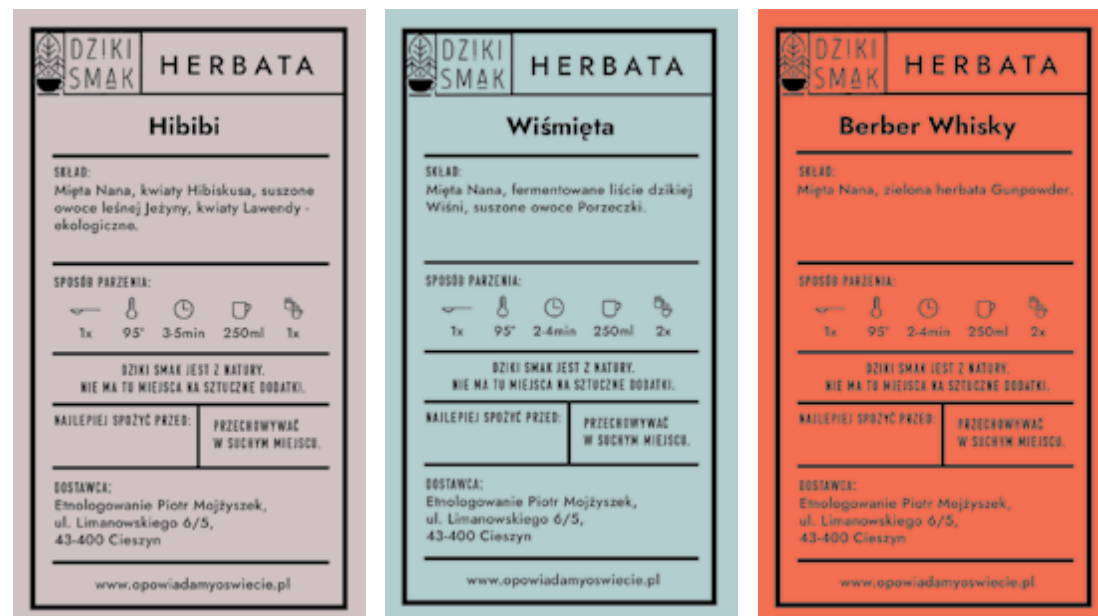 DZIKI
SMAK
HERBATA
Hibibi
SKŁAD:
Mięta Nana, kwiaty Hibiskusa, suszone
owoce leśnej Jeżyny, kwiaty Lawendy -
ekologiczne.
SPOSÓB PARZENIA:
1x 95° 3-5min 250ml 1x
DZIKI SMAK JEST Z NATURY.
NIE MA TU MIEJSCA NA SZTUCZNE DODATKI.
NAJLEPIEJ SPOŻYĆ PRZED:
PRZECHOWYWAĆ
W SUCHYM MIEJSCU.
DOSTAWCA:
Etnologowanie Piotr Mojżyszek,
ul. Limanowskiego 6/5,
43-400 Cieszyn
www.opowiadamyoswiecie.pl
DZIKI
SMAK
HERBATA
Wiśmięta
SKŁAD:
Mięta Nana, fermentowane liście dzikiej
Wiśni, suszone owoce Porzeczki.
SPOSÓB PARZENIA:
1x 95° 2-4min 250ml 2x
DZIKI SMAK JEST Z NATURY.
NIE MA TU MIEJSCA NA SZTUCZNE DODATKI.
NAJLEPIEJ SPOŻYĆ PRZED:
PRZECHOWYWAĆ
W SUCHYM MIEJSCU.
DOSTAWCA:
Etnologowanie Piotr Mojżyszek,
ul. Limanowskiego 6/5,
43-400 Cieszyn
www.opowiadamyoswiecie.pl
DZIKI
SMAK
HERBATA
Berber Whisky
SKŁAD:
Mięta Nana, zielona herbata Gunpowder.
SPOSÓB PARZENIA:
1x 95° 2-4min 250ml 2x
DZIKI SMAK JEST Z NATURY.
NIE MA TU MIEJSCA NA SZTUCZNE DODATKI.
NAJLEPIEJ SPOŻYĆ PRZED:
PRZECHOWYWAĆ
W SUCHYM MIEJSCU.
DOSTAWCA:
Etnologowanie Piotr Mojżyszek,
ul. Limanowskiego 6/5,
43-400 Cieszyn
www.opowiadamyoswiecie.pl